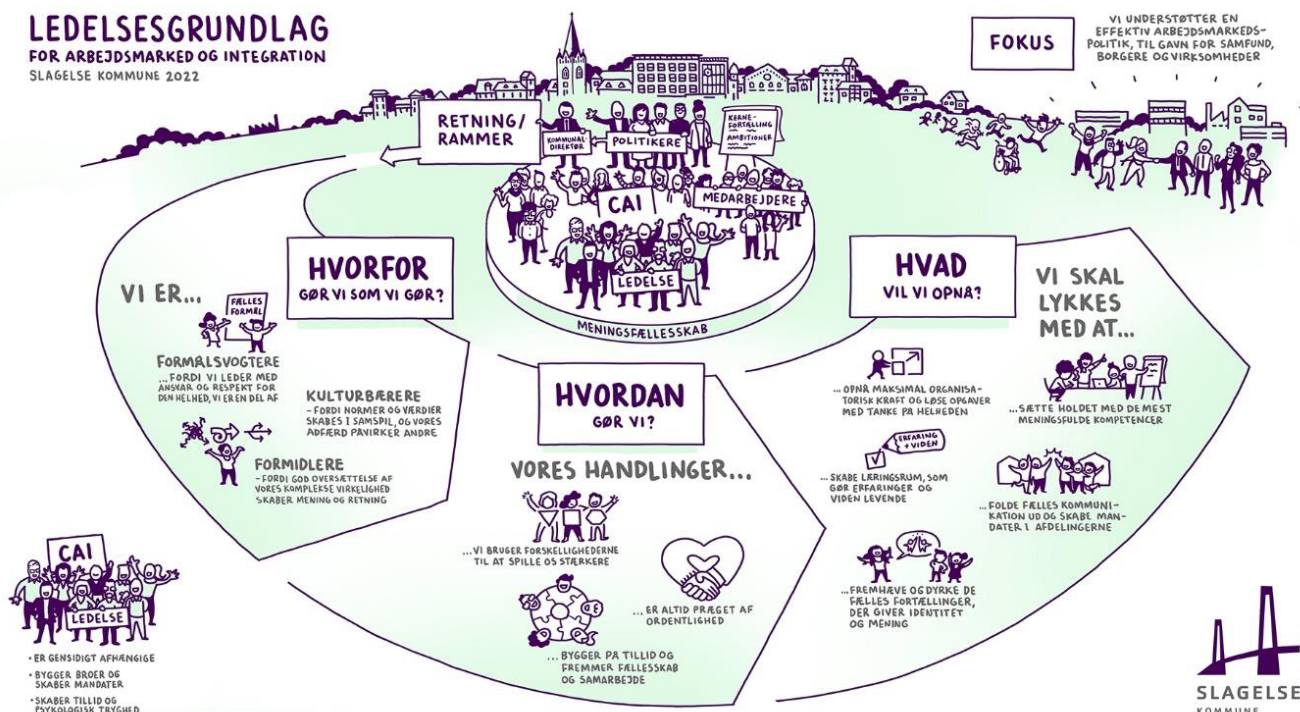 LEDELSESGRUNDLAG
FOR ARBEJDSMARKED OG INTEGRATION
SLAGELSE KOMMUNE 2022
FOKUS
VI UNDERSTØTTER EN
EFFEKTIV ARBEJDSMARKEDS-
POLITIK, TIL GAVN FOR SAMFUND,
BORGERE OG VIRKSOMHEDER
RETNING/
RAMMER
KOMMUNAL-
DIREKTØR
POLITIKERE
KERNE-
FORTÆLLING
AMBITIONER
CAI
MEDARBEJDERE
LEDELSE
MENINGSFÆLLESSKAB
HVORFOR
GØR VI SOM VI GØR?
VI ER...
FÆLLES
FORMÅL
FORMÅLSVOGTERE
...FORDI VI LEDER MED
ANSVAR OG RESPEKT FOR
DEN HELHED, VI ER EN DEL AF
KULTURBÆRERE
- FORDI NORMER OG VÆRDIER
SKABES I SAMSPIL, OG VORES
ADFÆRD PÅVIRKER ANDRE
FORMIDLERE
- FORDI GOD OVERSÆTTELSE AF
VORES KOMPLEKSE VIRKELIGHED
SKABER MENING OG RETNING
HVORDAN
GØR VI?
VORES HANDLINGER...
...VI BRUGER FORSKELLIGHEDERNE
TIL AT SPILLE OS STÆRKERE
...ER ALTID PRÆGET AF
ORDENTLIGHED
...BYGGER PÅ TILLID OG
FREMMER FÆLLESSKAB
OG SAMARBEJDE
HVAD
VIL VI OPNÅ?
VI SKAL
LYKKES
MED AT...
...OPNÅ MAKSIMAL ORGANISA-
TORISK KRAFT OG LØSE OPGAVER
MED TANKE PÅ HELHEDEN
...SÆTTE HOLDET MED DE MEST
MENINGSFULDE KOMPETENCER
ERFARING
+ VIDEN
...SKABE LÆRINGSRUM, SOM
GØR ERFARINGER OG
VIDEN LEVENDE
...FOLDE FÆLLES KOMMUNI-
KATION UD OG SKABE MAN-
DATER I AFDELINGERNE
...FREMHÆVE OG DYRKE DE
FÆLLES FORTÆLLINGER,
DER GIVER IDENTITET
OG MENING
CAI
LEDELSE
• ER GENSIDIGT AFHÆNGIGE
• BYGGER BROER OG
SKABER MANDATER
• SKABER TILLID OG
PSYKOLOGISK TRYGHED
SLAGELSE
KOMMUNE